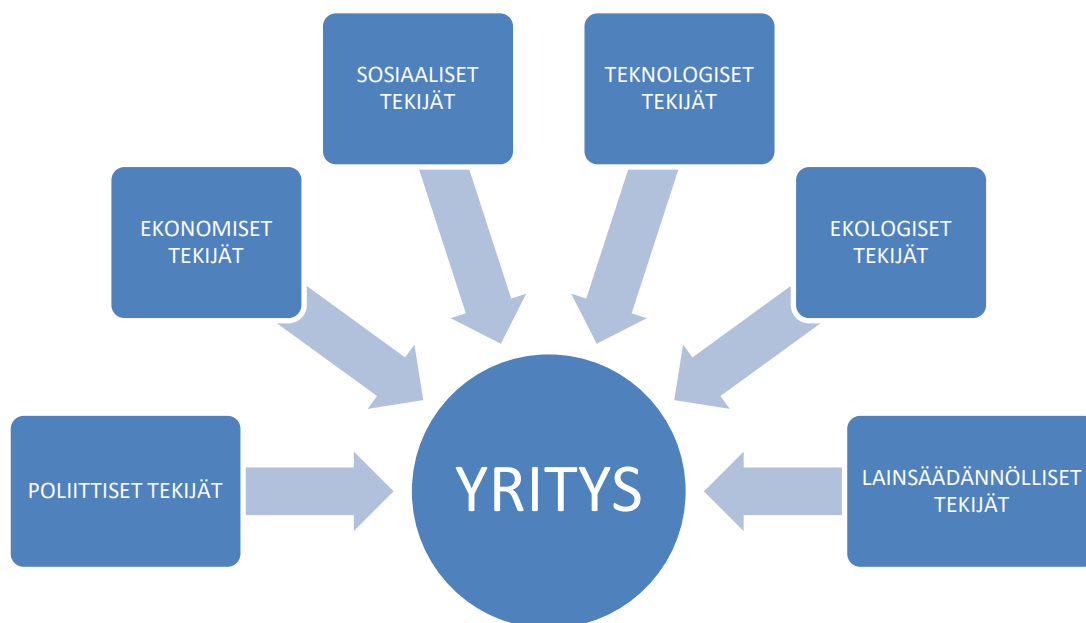 SOSIAALISET
TEKIJÄT
TEKNOLOGISET
TEKIJÄT
EKONOMISET
TEKIJÄT
EKOLOGISET
TEKIJÄT
POLIITTISET TEKIJÄT
YRITYS
LAINSÄÄDÄNNÖLLISET
TEKIJÄT